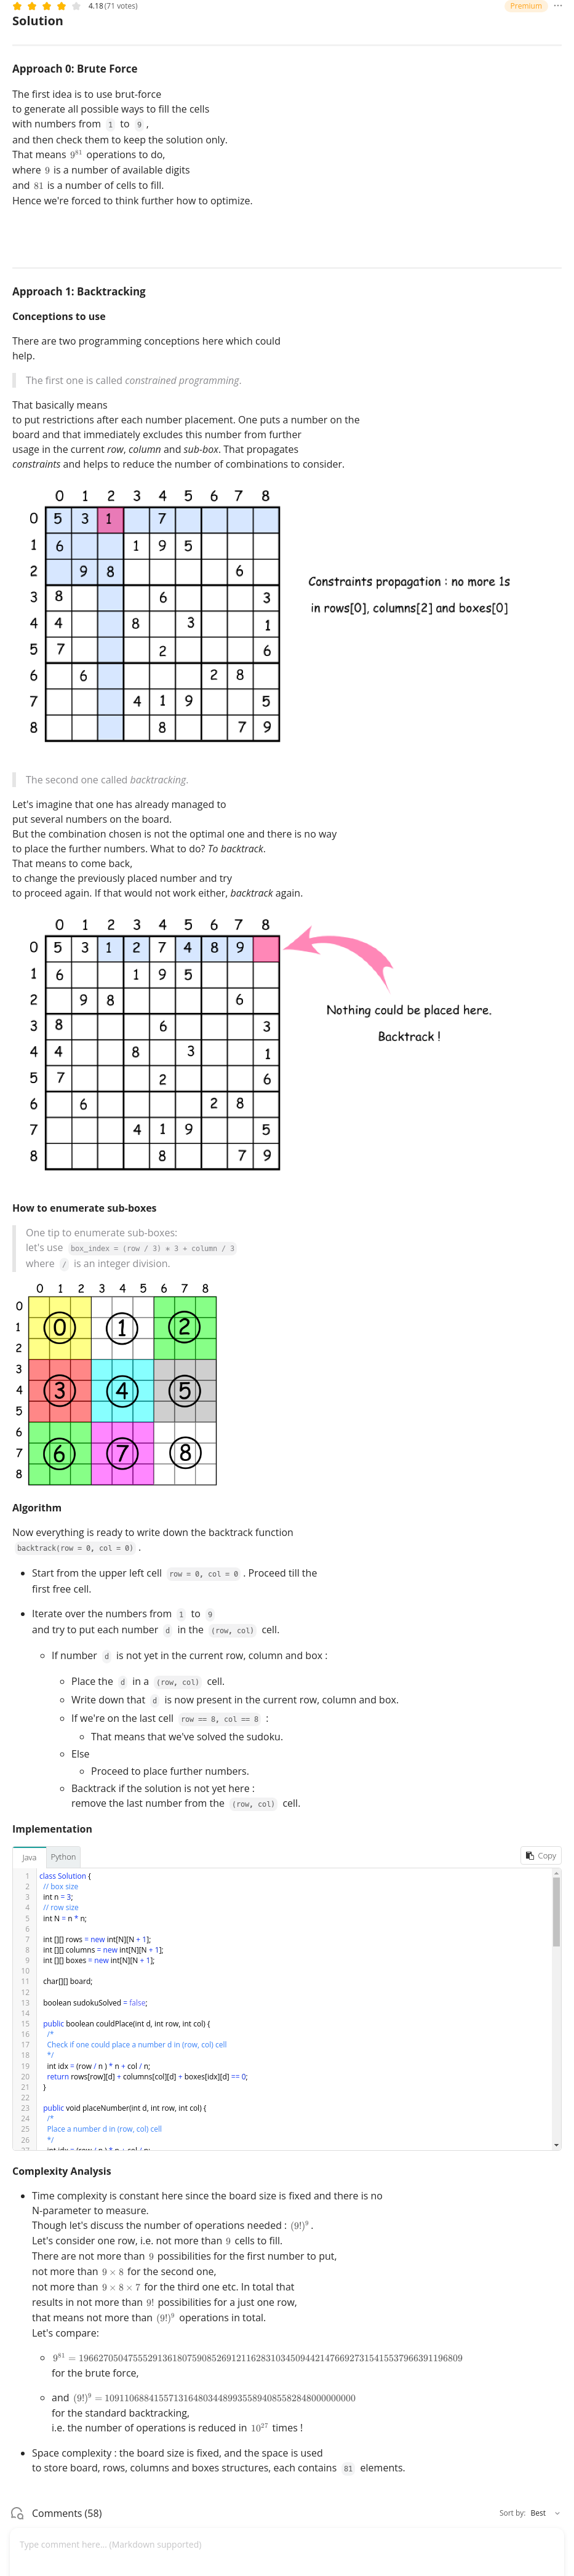 4.18 (71 votes)
Premium
Solution
Approach 0: Brute Force
The first idea is to use brut-force
to generate all possible ways to fill the cells
with numbers from 1 to 9 ,
and then check them to keep the solution only.
That means 9^81 operations to do,
where 9 is a number of available digits
and 81 is a number of cells to fill.
Hence we're forced to think further how to optimize.
Approach 1: Backtracking
Conceptions to use
There are two programming conceptions here which could
help.
The first one is called constrained programming.
That basically means
to put restrictions after each number placement. One puts a number on the
board and that immediately excludes this number from further
usage in the current row, column and sub-box. That propagates
constraints and helps to reduce the number of combinations to consider.
0 1 2 3 4 5 6 7 8
0 5 3 1 7
1 6 1 9 5
2 9 8 6
3 8 6 3
4 4 8 3 1
5 7 2 6
6 6 2 8
7 4 1 9 5
8 8 7 9
Constraints propagation : no more 1s
in rows[0], columns[2] and boxes[0]
The second one called backtracking.
Let's imagine that one has already managed to
put several numbers on the board.
But the combination chosen is not the optimal one and there is no way
to place the further numbers. What to do? To backtrack.
That means to come back,
to change the previously placed number and try
to proceed again. If that would not work either, backtrack again.
0 1 2 3 4 5 6 7 8
0 5 3 1 2 7 4 8 9
1 6 1 9 5
2 9 8 6
3 8 6 3
4 4 8 3 1
5 7 2 6
6 6 2 8
7 4 1 9 5
8 8 7 9
Nothing could be placed here.
Backtrack !
How to enumerate sub-boxes
One tip to enumerate sub-boxes:
let's use box_index = (row / 3) * 3 + column / 3
where / is an integer division.
0 1 2 3 4 5 6 7 8
0
1 0 1 2
2
3
4 3 4 5
5
6
7 6 7 8
8
Algorithm
Now everything is ready to write down the backtrack function
backtrack(row = 0, col = 0) .
• Start from the upper left cell row = 0, col = 0 . Proceed till the
first free cell.
• Iterate over the numbers from 1 to 9
and try to put each number d in the (row, col) cell.
◦ If number d is not yet in the current row, column and box :
◦ Place the d in a (row, col) cell.
◦ Write down that d is now present in the current row, column and box.
◦ If we're on the last cell row == 8, col == 8 :
◦ That means that we've solved the sudoku.
◦ Else
◦ Proceed to place further numbers.
◦ Backtrack if the solution is not yet here :
remove the last number from the (row, col) cell.
Implementation
Java Python Copy
1 class Solution {
2 // box size
3 int n = 3;
4 // row size
5 int N = n * n;
6
7 int [][] rows = new int[N][N + 1];
8 int [][] columns = new int[N][N + 1];
9 int [][] boxes = new int[N][N + 1];
10
11 char[][] board;
12
13 boolean sudokuSolved = false;
14
15 public boolean couldPlace(int d, int row, int col) {
16 /*
17 Check if one could place a number d in (row, col) cell
18 */
19 int idx = (row / n ) * n + col / n;
20 return rows[row][d] + columns[col][d] + boxes[idx][d] == 0;
21 }
22
23 public void placeNumber(int d, int row, int col) {
24 /*
25 Place a number d in (row, col) cell
26 */
27 int idx = (row / n ) * n + col / n;
Complexity Analysis
• Time complexity is constant here since the board size is fixed and there is no
N-parameter to measure.
Though let's discuss the number of operations needed : (9!)^9 .
Let's consider one row, i.e. not more than 9 cells to fill.
There are not more than 9 possibilities for the first number to put,
not more than 9 × 8 for the second one,
not more than 9 × 8 × 7 for the third one etc. In total that
results in not more than 9! possibilities for a just one row,
that means not more than (9!)^9 operations in total.
Let's compare:
◦ 9^81 = 196627050475552913618075908526912116283103450944214766927315415537966391196809
for the brute force,
◦ and (9!)^9 = 109110688415571316480344899355894085582848000000000
for the standard backtracking,
i.e. the number of operations is reduced in 10^27 times !
• Space complexity : the board size is fixed, and the space is used
to store board, rows, columns and boxes structures, each contains 81 elements.
Comments (58)
Sort by: Best
Type comment here... (Markdown supported)